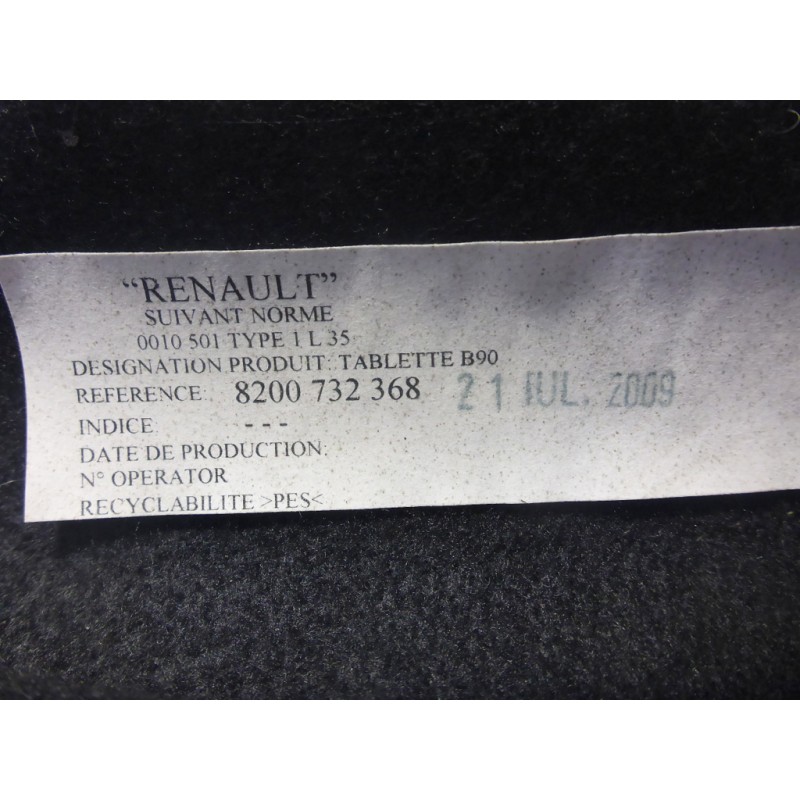 “RENAULT”
SUIVANT NORME
0010 501 TYPE 1 L 35
DESIGNATION PRODUIT: TABLETTE B90
REFERENCE: 8200 732 368 21 IUL. 2009
INDICE: - - -
DATE DE PRODUCTION:
N° OPERATOR
RECYCLABILITE >PES<